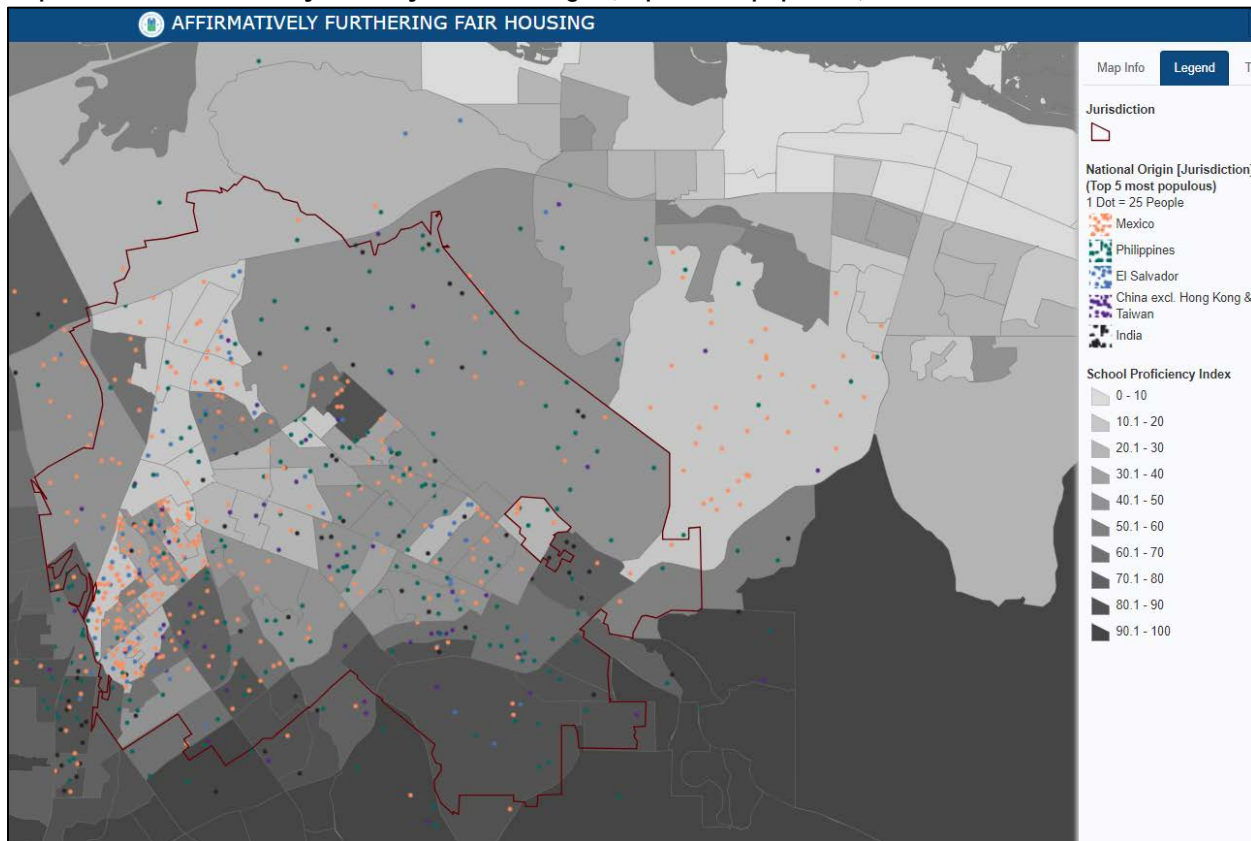 AFFIRMATIVELY FURTHERING FAIR HOUSING
Map Info Legend T
Jurisdiction
National Origin [Jurisdiction]
(Top 5 most populous)
1 Dot = 25 People
Mexico
Philippines
El Salvador
China excl. Hong Kong &
Taiwan
India
School Proficiency Index
0 - 10
10.1 - 20
20.1 - 30
30.1 - 40
40.1 - 50
50.1 - 60
60.1 - 70
70.1 - 80
80.1 - 90
90.1 - 100